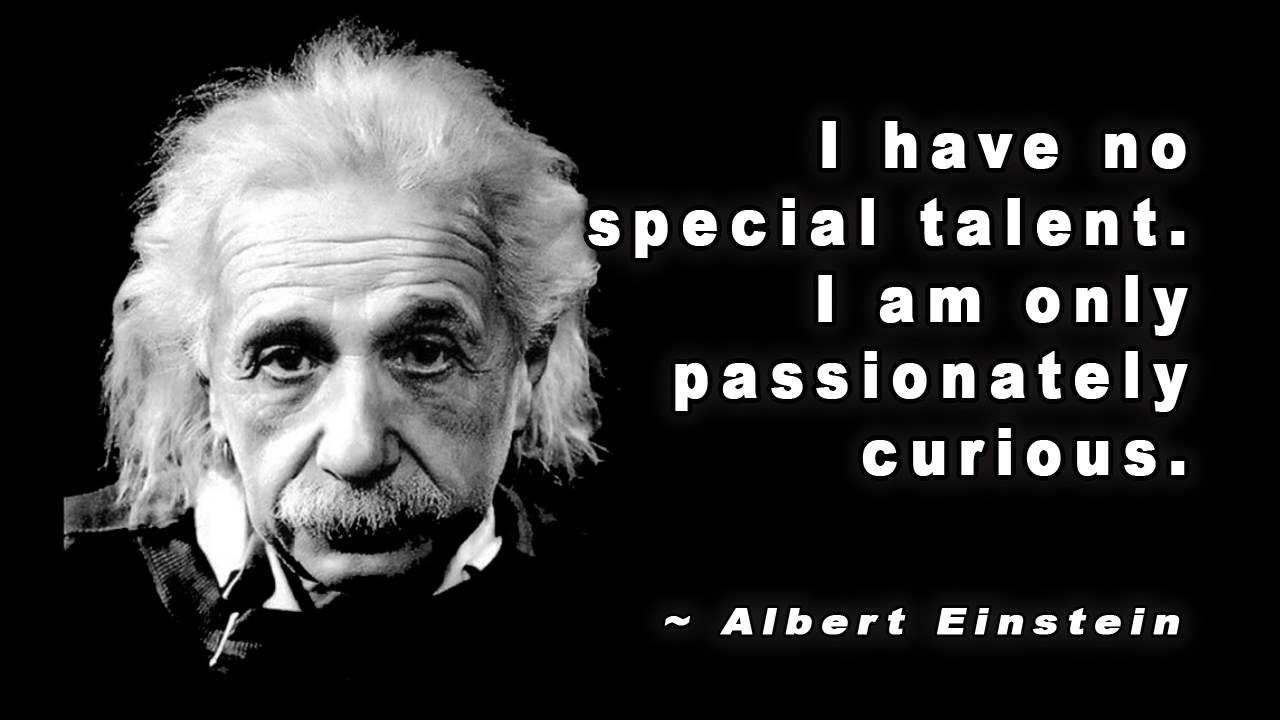 I have no
special talent.
I am only
passionately
curious.
~ Albert Einstein